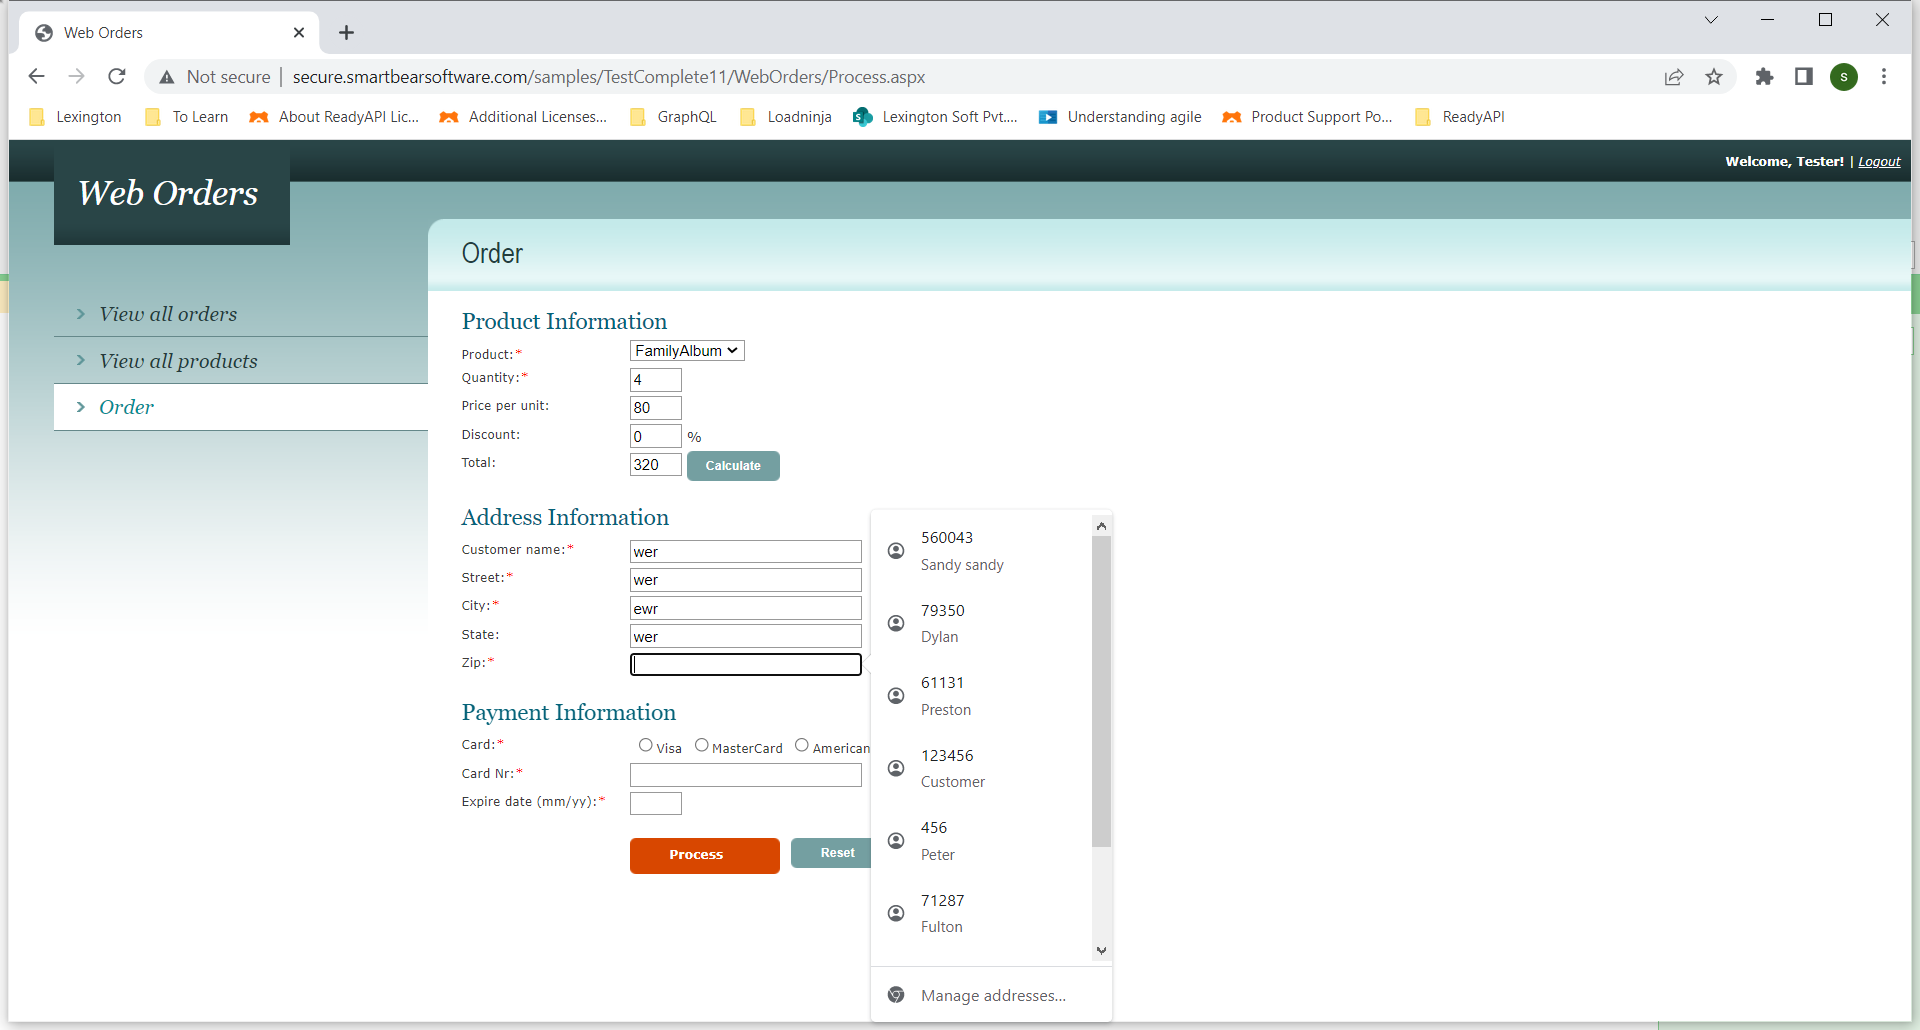 Web Orders
Not secure | secure.smartbearsoftware.com/samples/TestComplete11/WebOrders/Process.aspx
S
Lexington To Learn About ReadyAPI Lic... Additional Licenses... GraphQL Loadninja Lexington Soft Pvt.... Understanding agile Product Support Po... ReadyAPI
Welcome, Tester! | Logout
Web Orders
View all orders
View all products
Order
Order
Product Information
Product:* FamilyAlbum
Quantity:* 4
Price per unit: 80
Discount: 0 %
Total: 320 Calculate
Address Information
Customer name:* wer
Street:* wer
City:* ewr
State: wer
Zip:*
Payment Information
Card:* Visa MasterCard American
Card Nr:*
Expire date (mm/yy):*
Process Reset
560043
Sandy sandy
79350
Dylan
61131
Preston
123456
Customer
456
Peter
71287
Fulton
Manage addresses...